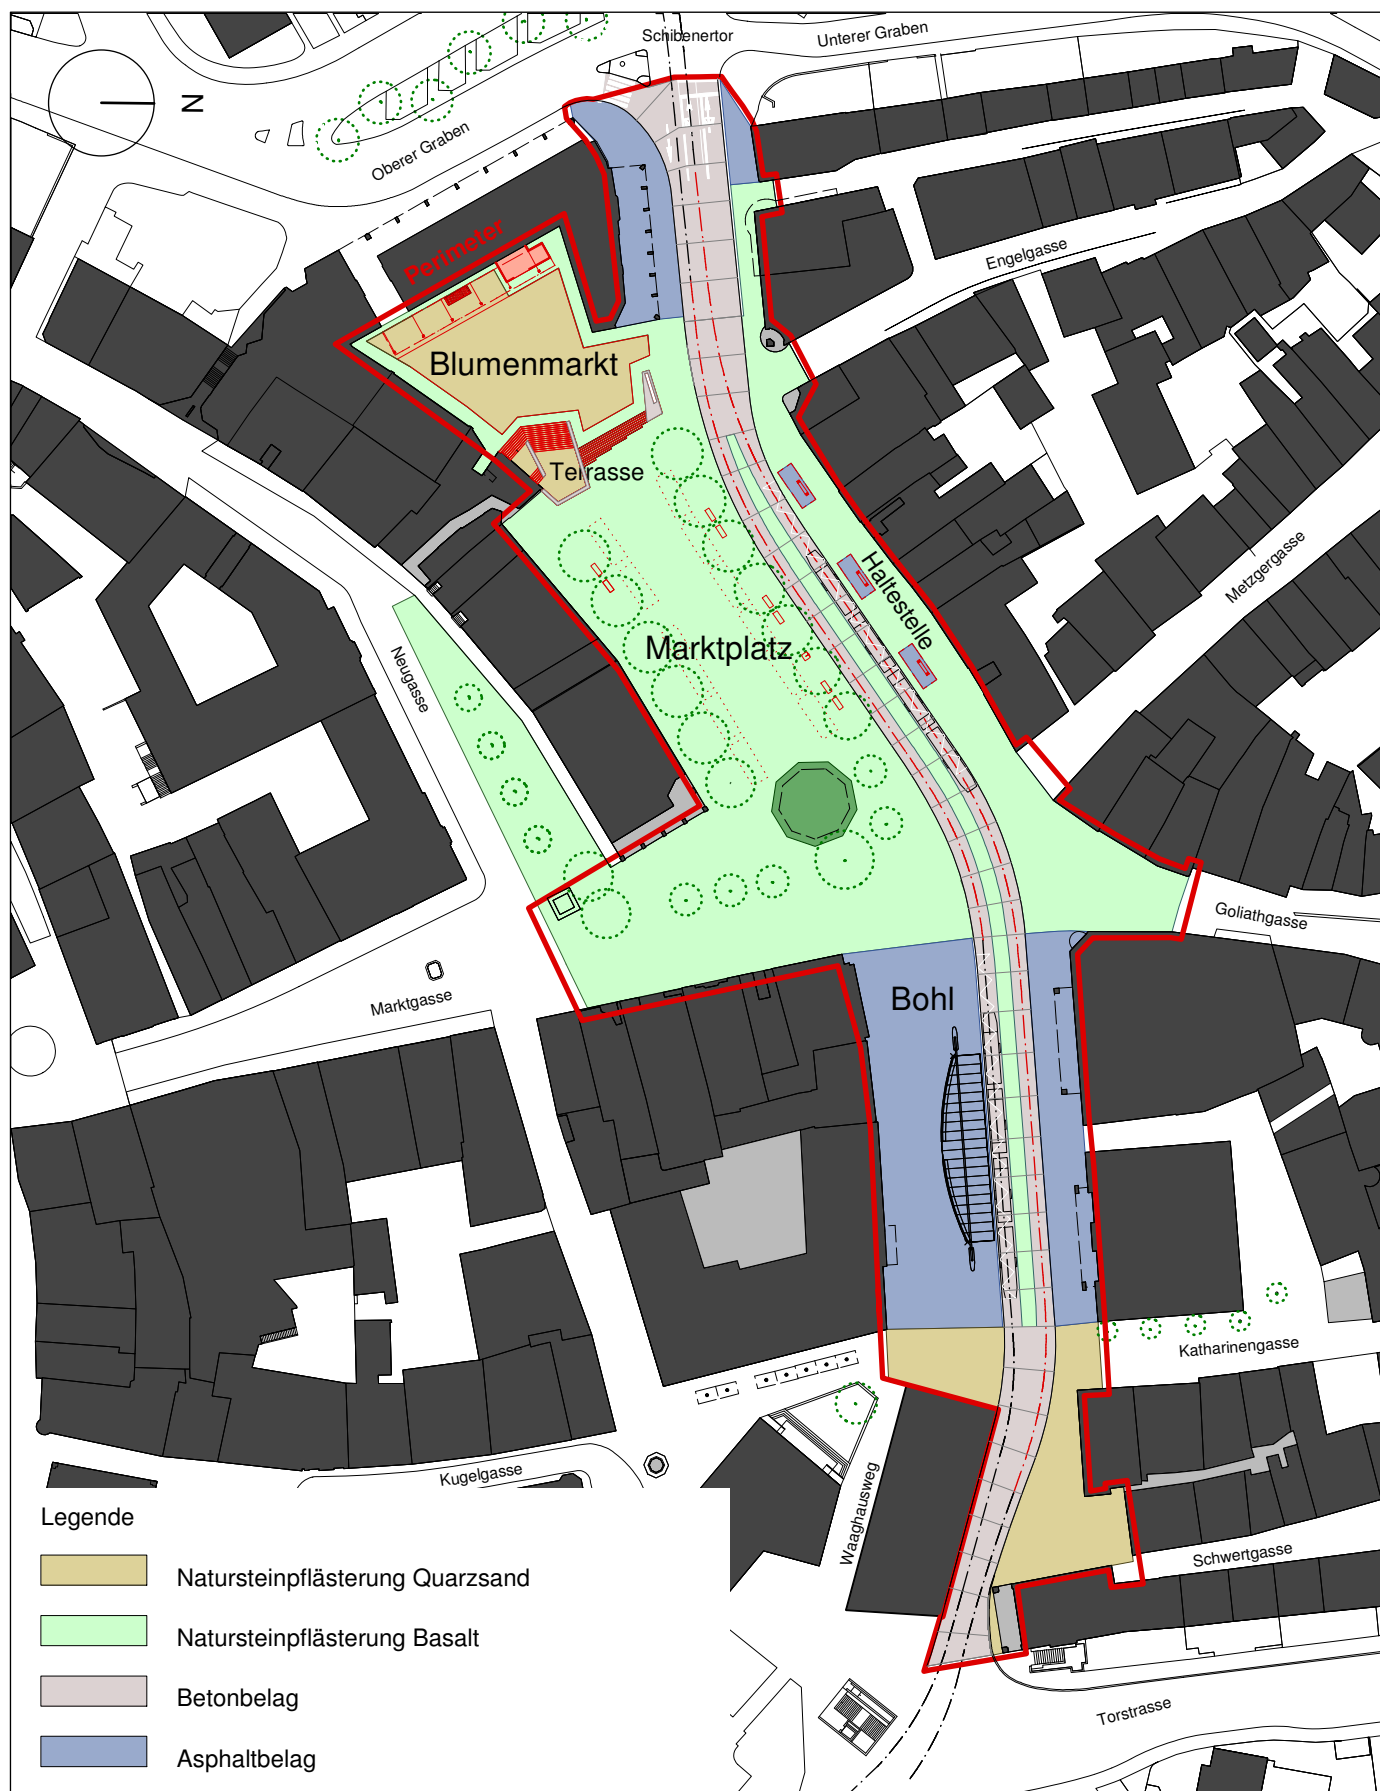 Schibenertor
Unterer Graben
N
Oberer Graben
Perimeter
Engelgasse
Blumenmarkt
Terrasse
Metzgergasse
Haltestelle
Marktplatz
Neugasse
Goliathgasse
Marktgasse
Bohl
Katharinengasse
Kugelgasse
Waaghausweg
Schwertgasse
Torstrasse
Legende
Natursteinpflästerung Quarzsand
Natursteinpflästerung Basalt
Betonbelag
Asphaltbelag